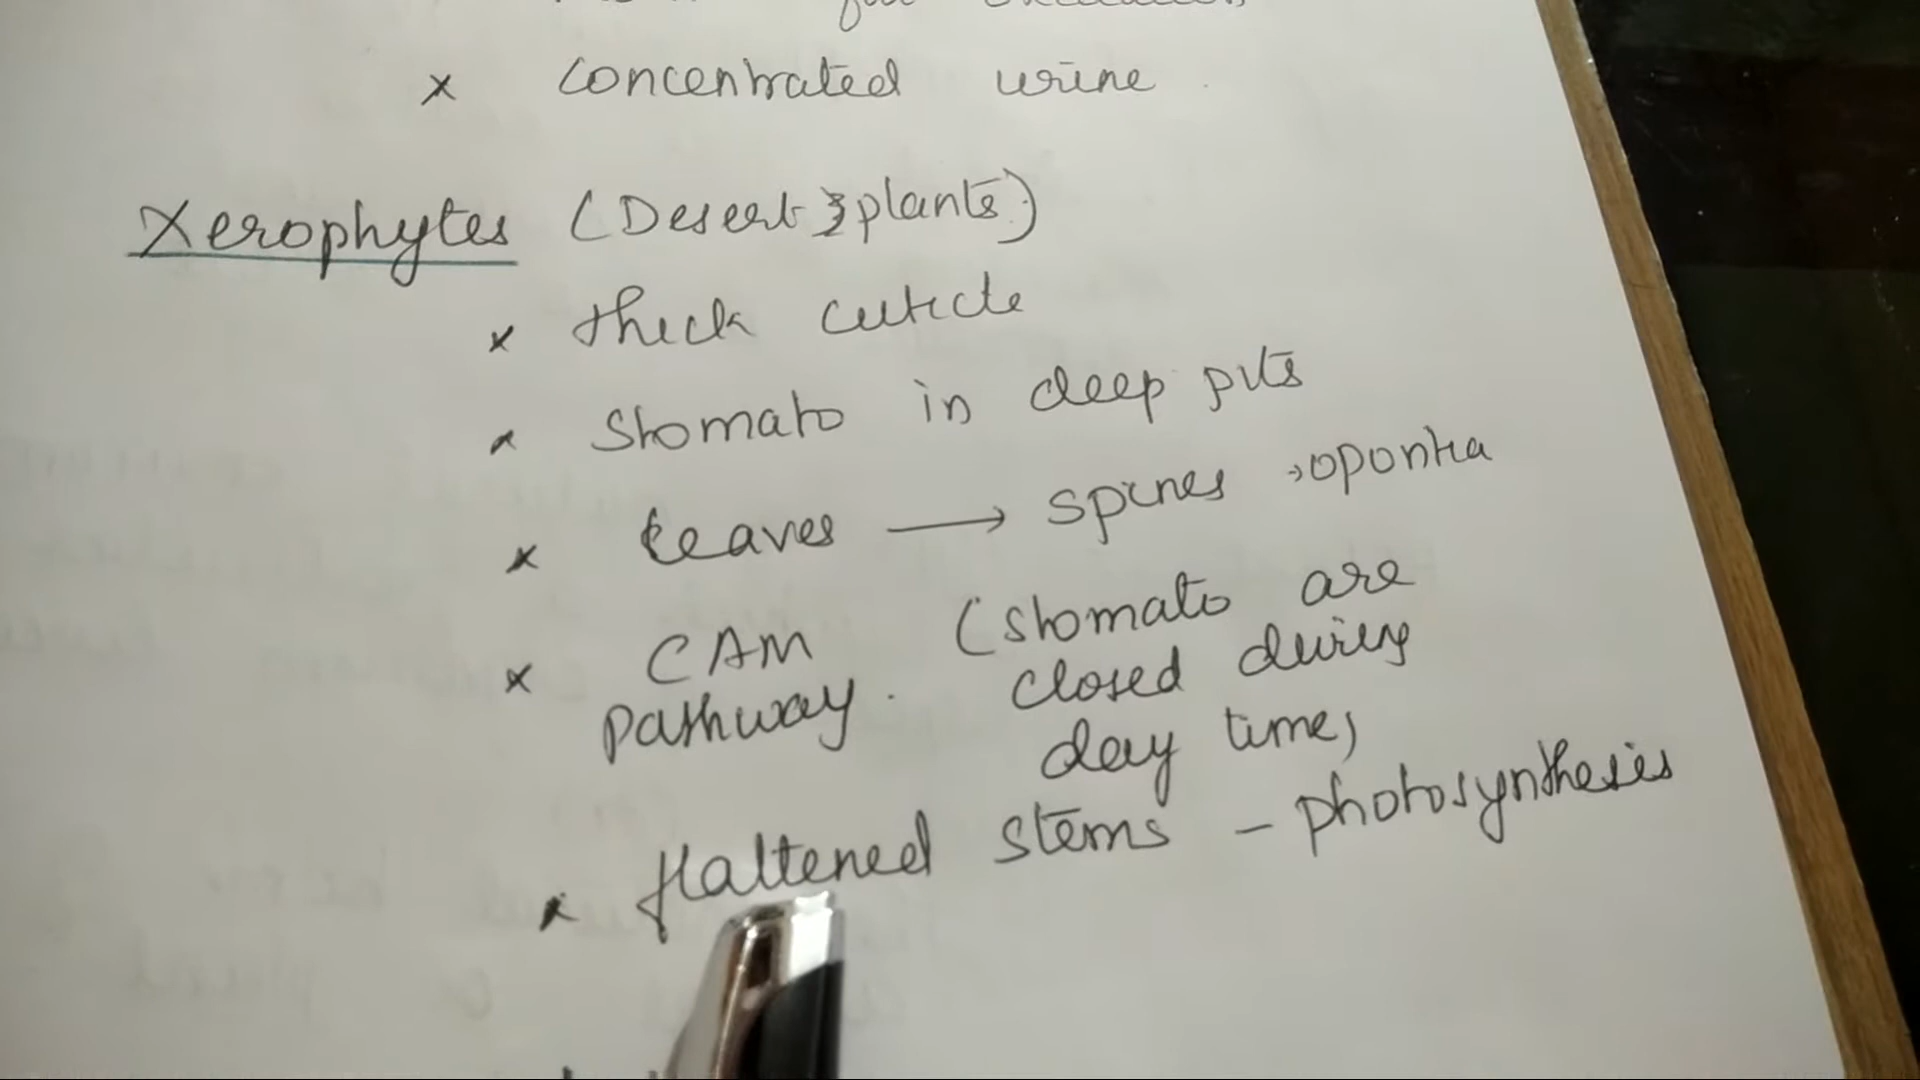 × concentrated urine
Xerophytes (Desert plants)
× thick cuticle
× stomata in deep pits
× leaves → spines → opontia
× CAM pathway. (stomata are closed during day time)
× flattened stems - photosynthesis